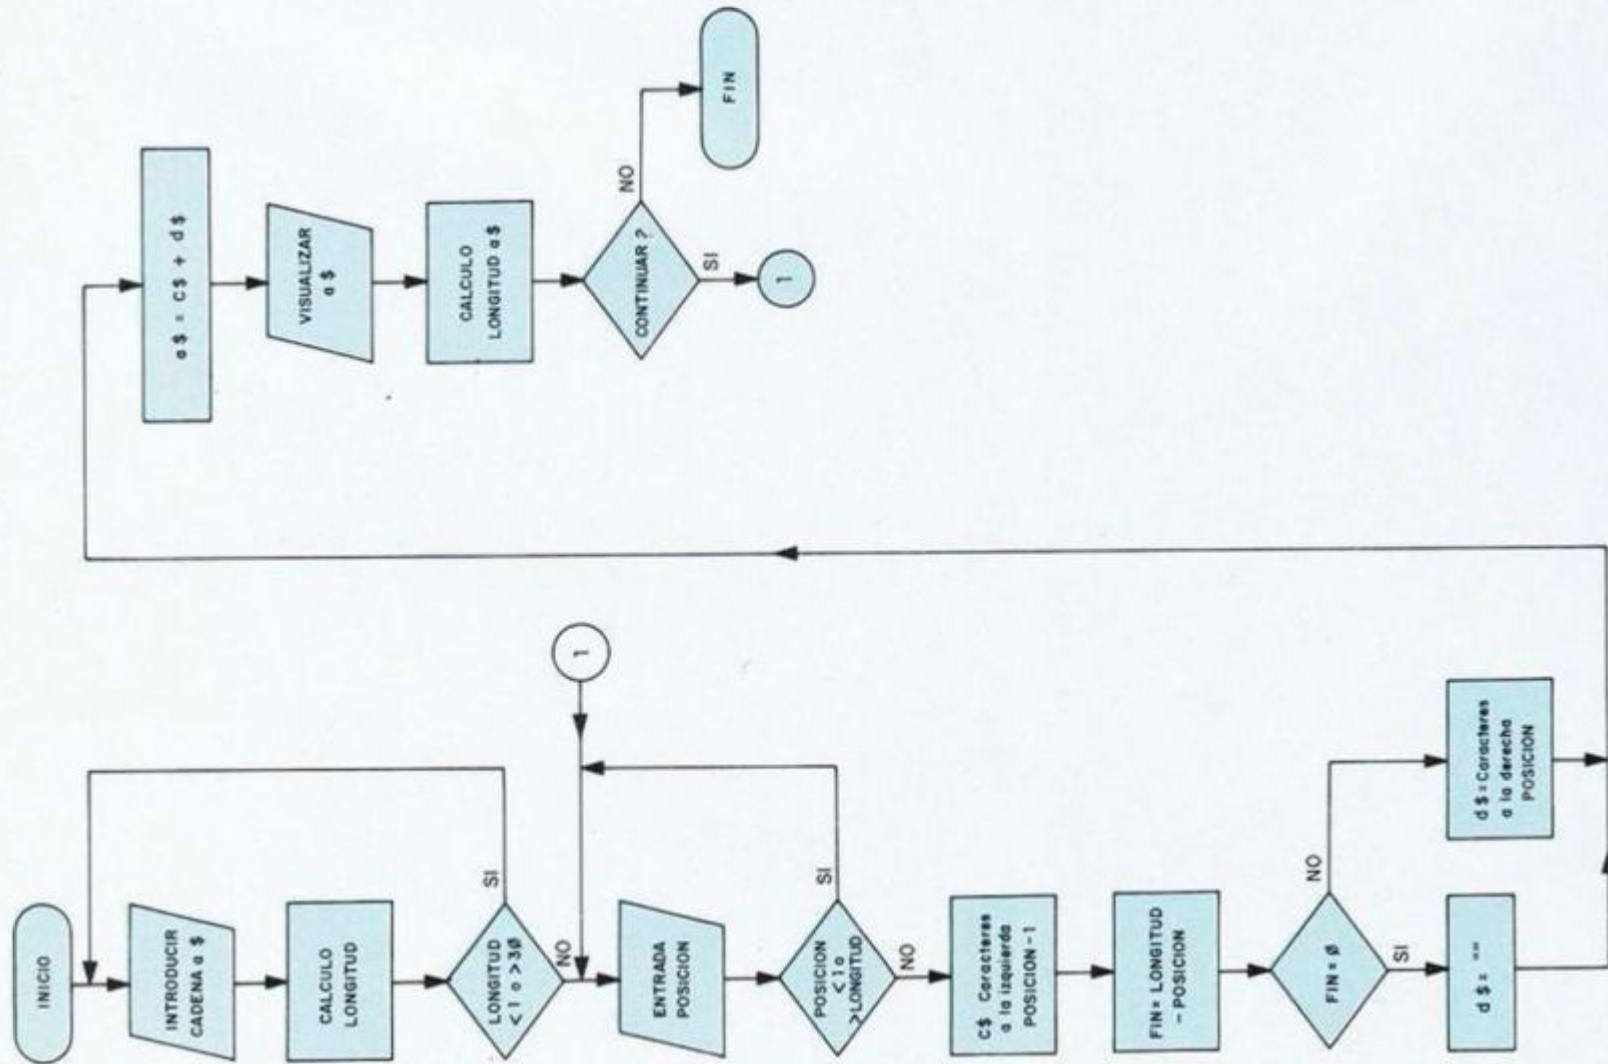 INICIO
INTRODUCIR
CADENA a $
CALCULO
LONGITUD
LONGITUD
< 1 o > 3Ø
SI
NO
1
ENTRADA
POSICION
POSICION
< 1 o
>LONGITUD
SI
NO
C$ Caracteres
a la izquierda
POSICION-1
FIN= LONGITUD
- POSICION
FIN= Ø
NO
SI
d $= ""
d $=Caracteres
a la derecha
POSICION
a $ = C$ + d $
VISUALIZAR
a $
CALCULO
LONGITUD a $
CONTINUAR ?
NO
SI
1
FIN